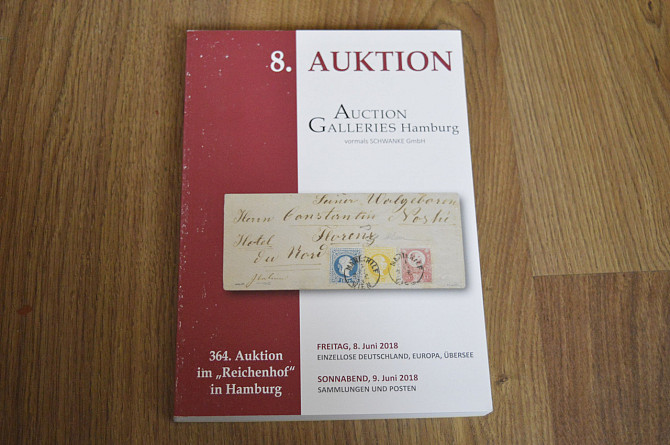 8. AUKTION
AUCTION
GALLERIES Hamburg
vormals SCHWANKE GmbH
Herrn Constantin
Hotel Florenz
du Nord
364. Auktion
im „Reichenhof“
in Hamburg
FREITAG, 8. Juni 2018
EINZELLOSE DEUTSCHLAND, EUROPA, ÜBERSEE
SONNABEND, 9. Juni 2018
SAMMLUNGEN UND POSTEN